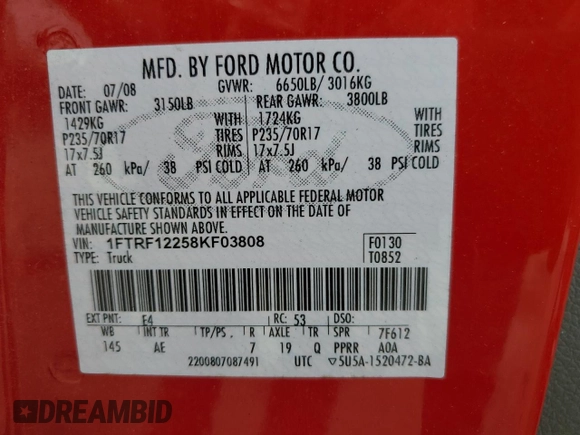 MFD. BY FORD MOTOR CO.
DATE: 07/08 GVWR: 6650LB/ 3016KG
FRONT GAWR: 3150LB REAR GAWR: 3800LB
1429KG WITH 1724KG WITH
P235/70R17 TIRES P235/70R17 TIRES
17x7.5J RIMS 17x7.5J RIMS
AT 260 kPa/ 38 PSI COLD AT 260 kPa/ 38 PSI COLD
Ford
THIS VEHICLE CONFORMS TO ALL APPLICABLE FEDERAL MOTOR
VEHICLE SAFETY STANDARDS IN EFFECT ON THE DATE OF
MANUFACTURE SHOWN ABOVE.
VIN: 1FTRF12258KF03808 F0130
TYPE: Truck T0852
EXT PNT: F4 RC: 53 DSO:
WB INT TR TP/PS R AXLE TR SPR 7F612
145 AE 7 19 Q PPRR A0A
2200807087491 UTC ▽5U5A-1520472-BA
DREAMBID